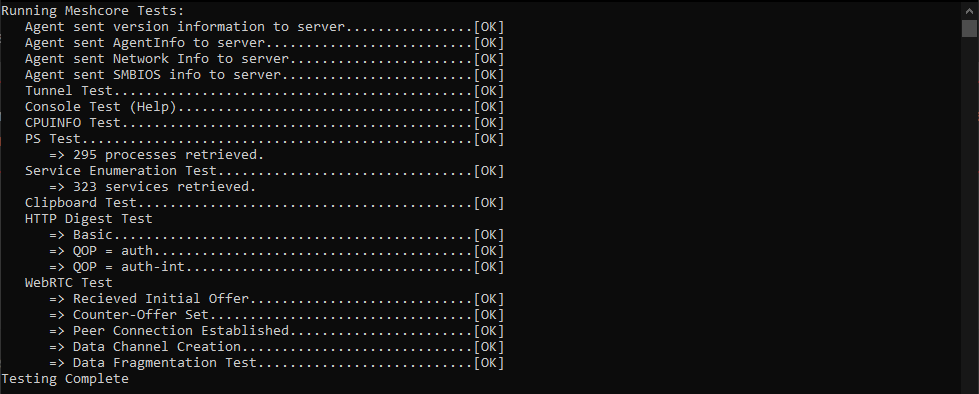 Running Meshcore Tests:
   Agent sent version information to server................[OK]
   Agent sent AgentInfo to server..........................[OK]
   Agent sent Network Info to server.......................[OK]
   Agent sent SMBIOS info to server........................[OK]
   Tunnel Test.............................................[OK]
   Console Test (Help).....................................[OK]
   CPUINFO Test............................................[OK]
   PS Test.................................................[OK]
      => 295 processes retrieved.
   Service Enumeration Test................................[OK]
      => 323 services retrieved.
   Clipboard Test..........................................[OK]
   HTTP Digest Test
      => Basic.............................................[OK]
      => QOP = auth........................................[OK]
      => QOP = auth-int....................................[OK]
   WebRTC Test
      => Recieved Initial Offer............................[OK]
      => Counter-Offer Set.................................[OK]
      => Peer Connection Established.......................[OK]
      => Data Channel Creation.............................[OK]
      => Data Fragmentation Test...........................[OK]
Testing Complete